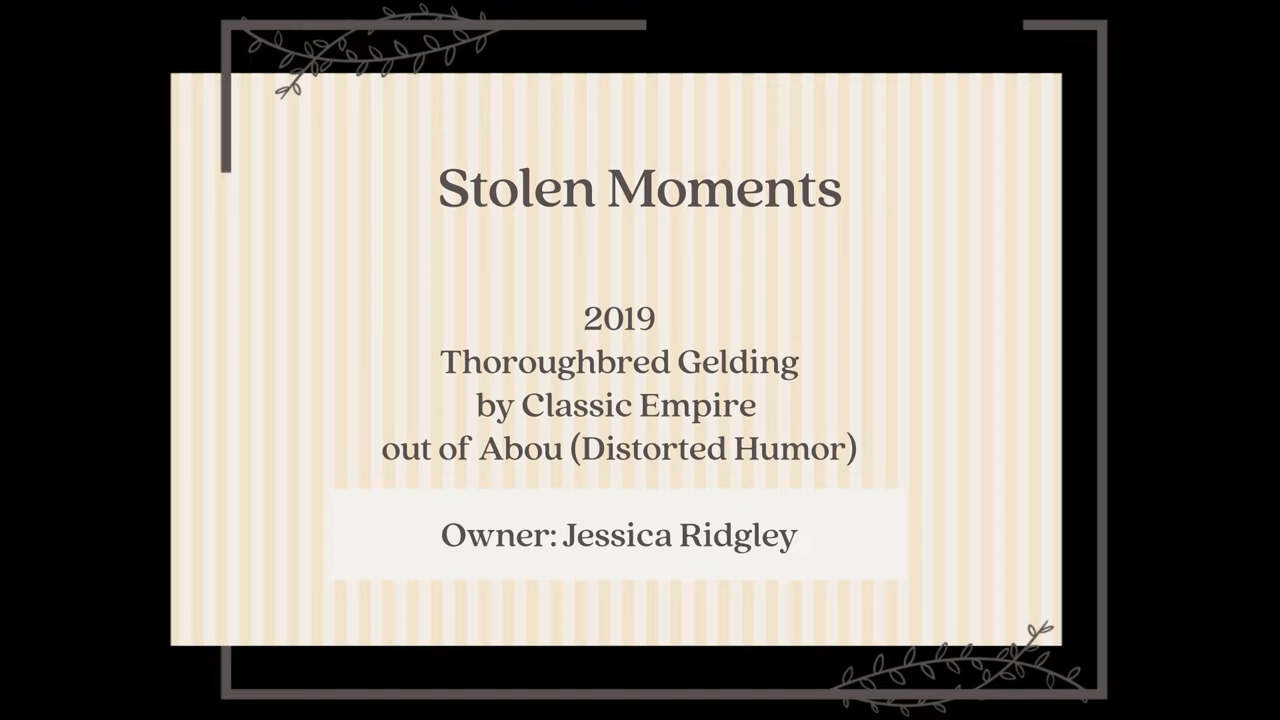 Stolen Moments
2019
Thoroughbred Gelding
by Classic Empire
out of Abou (Distorted Humor)
Owner: Jessica Ridgley